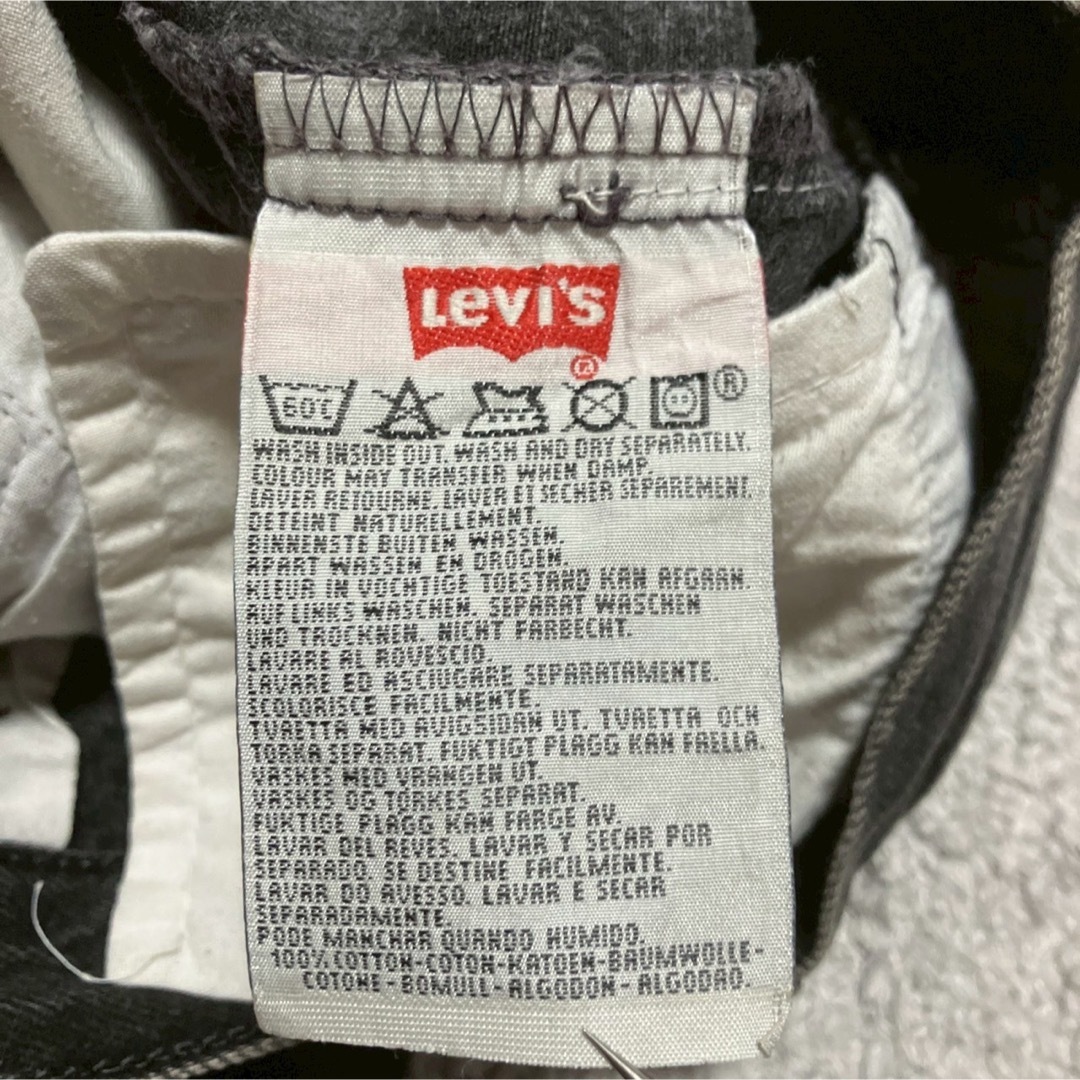 Levi's
®
60C
®
WASH INSIDE OUT. WASH AND DRY SEPARATELY.
COLOUR MAY TRANSFER WHEN DAMP.
LAVER RETOURNE. LAVER ET SECHER SEPAREMENT.
DETEINT NATURELLEMENT.
BINNENSTE BUITEN WASSEN.
APART WASSEN EN DROGEN.
KLEUR IN VOCHTIGE TOESTAND KAN AFGAAN.
AUF LINKS WASCHEN. SEPARAT WASCHEN
UND TROCKNEN. NICHT FARBECHT.
LAVARE AL ROVESCIO.
LAVARE ED ASCIUGARE SEPARATAMENTE.
SCOLORISCE FACILMENTE.
TVAETTA MED AVIGSIDAN UT. TVAETTA OCH
TORKA SEPARAT. FUKTIGT PLAGG KAN FAELLA.
VASKES MED VRANGEN UT.
VASKES OG TORKES SEPARAT.
FUKTIGE PLAGG KAN FARGE AV.
LAVAR DEL REVES. LAVAR Y SECAR POR
SEPARADO. SE DESTINE FACILMENTE.
LAVAR DO AVESSO. LAVAR E SECAR
SEPARADAMENTE.
PODE MANCHAR QUANDO HUMIDO.
100% COTTON-COTON-KATOEN-BAUMWOLLE-
COTONE-BOMULL-ALGODON-ALGODAO.